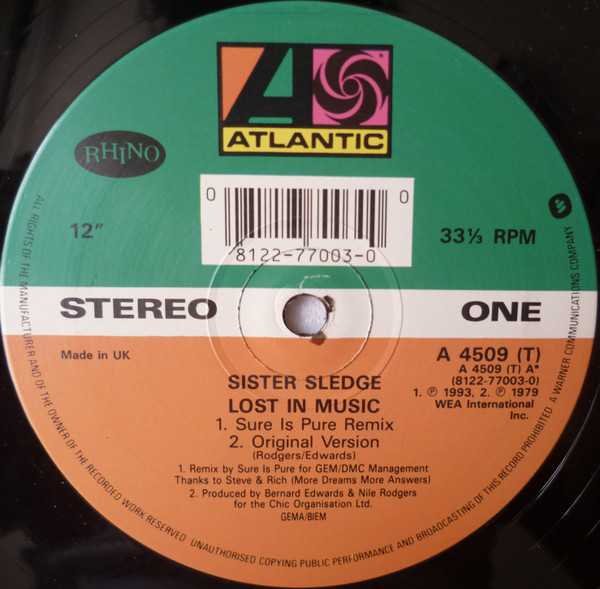 ATLANTIC
RHINO
0 0
8122-77003-0
12"
33⅓ RPM
STEREO
ONE
Made in UK
A 4509 (T)
A 4509 (T) A*
(8122-77003-0)
1. ℗ 1993, 2. ℗ 1979
WEA International
Inc.
SISTER SLEDGE
LOST IN MUSIC
1. Sure Is Pure Remix
2. Original Version
(Rodgers/Edwards)
1. Remix by Sure Is Pure for GEM/DMC Management
Thanks to Steve & Rich (More Dreams More Answers)
2. Produced by Bernard Edwards & Nile Rodgers
for the Chic Organisation Ltd.
GEMA/BIEM
ALL RIGHTS OF THE MANUFACTURER AND OF THE OWNER OF THE RECORDED WORK RESERVED UNAUTHORISED COPYING PUBLIC PERFORMANCE AND BROADCASTING OF THIS RECORD PROHIBITED A WARNER COMMUNICATIONS COMPANY